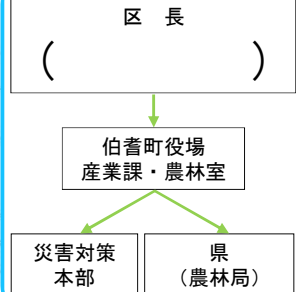 区　長
（　　　　　　）
伯耆町役場
産業課・農林室
災害対策
本部
県
（農林局）